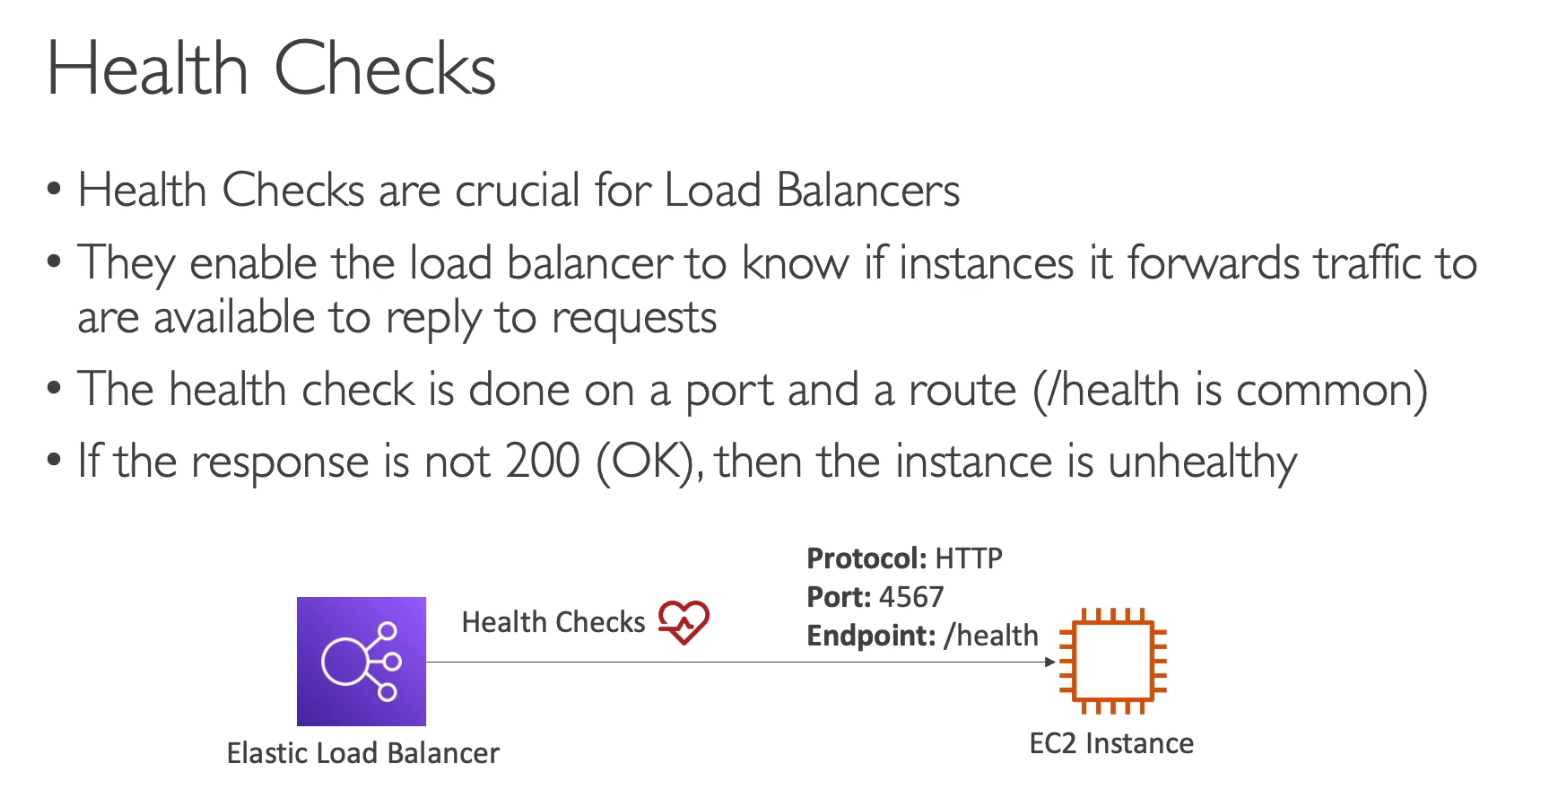 Health Checks
• Health Checks are crucial for Load Balancers
• They enable the load balancer to know if instances it forwards traffic to
are available to reply to requests
• The health check is done on a port and a route (/health is common)
• If the response is not 200 (OK), then the instance is unhealthy
Protocol: HTTP
Port: 4567
Endpoint: /health
Health Checks
Elastic Load Balancer
EC2 Instance